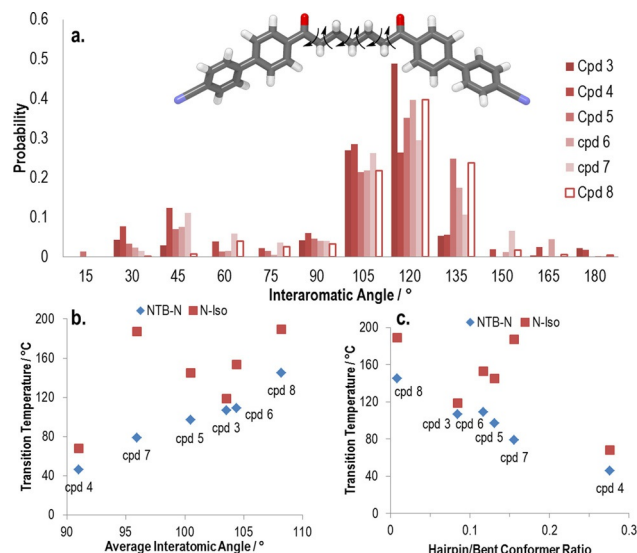 a.
0.6
0.5
0.4
0.3
0.2
0.1
0
Probability
15 30 45 60 75 90 105 120 135 150 165 180
Interaromatic Angle / °
Cpd 3
Cpd 4
Cpd 5
cpd 6
cpd 7
Cpd 8
b.
NTB-N N-Iso
200
160
120
80
40
0
Transition Temperature / °C
cpd 8
cpd 6
cpd 3
cpd 5
cpd 7
cpd 4
90 95 100 105 110
Average Interatomic Angle / °
c.
NTB-N N-Iso
200
160
120
80
40
0
Transition Temperature / °C
cpd 8
cpd 3 cpd 6
cpd 5
cpd 7
cpd 4
0 0.1 0.2 0.3
Hairpin/Bent Conformer Ratio